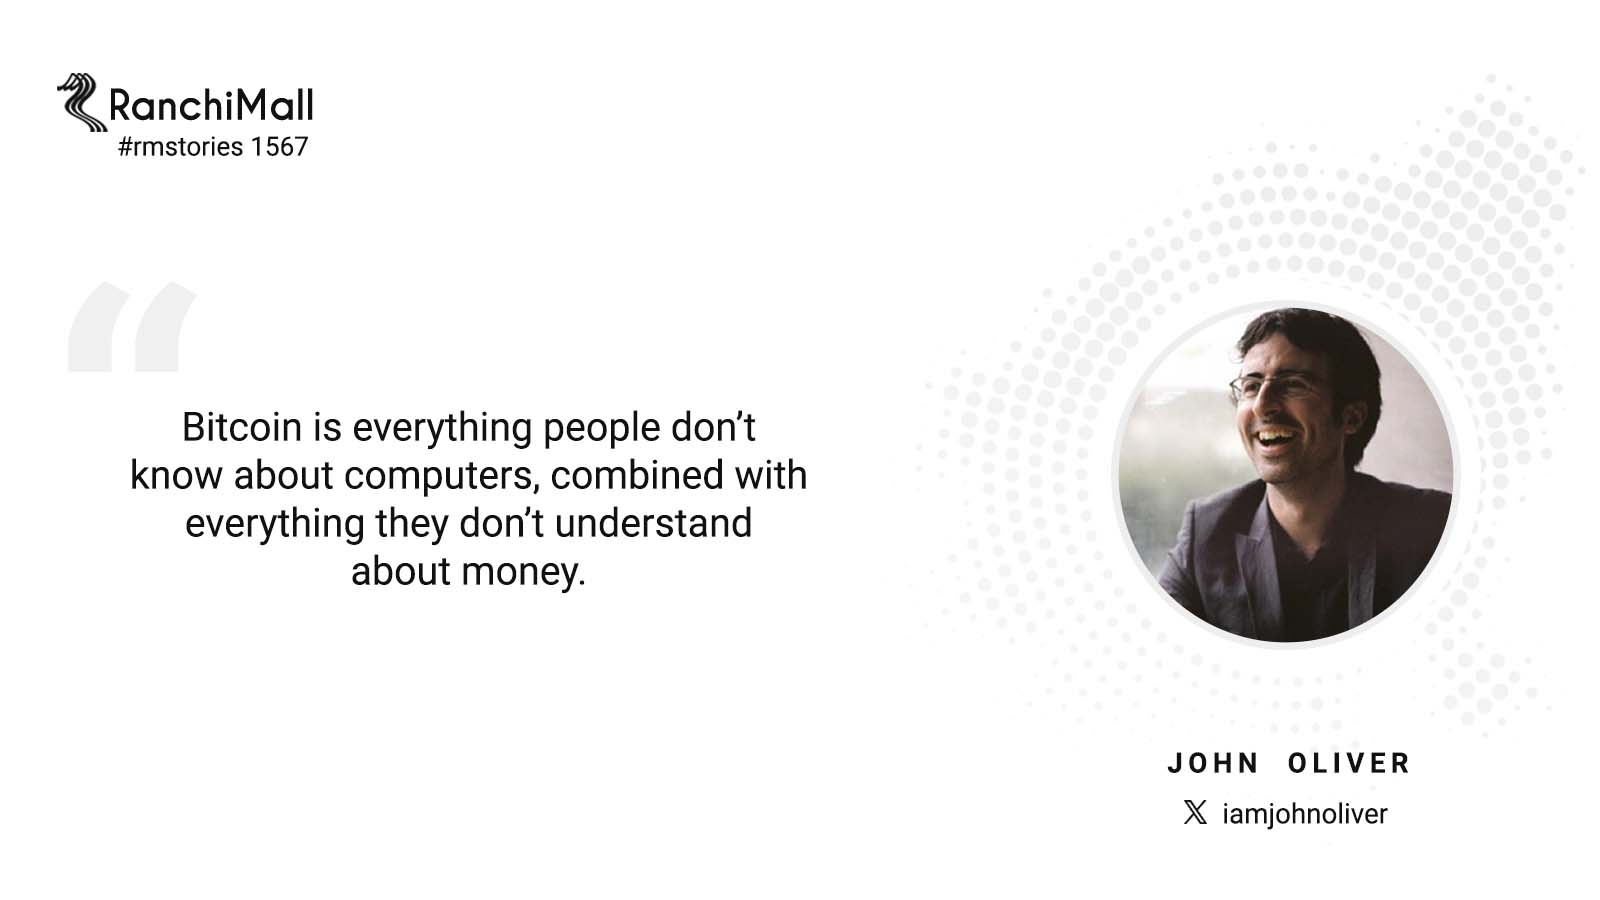 RanchiMall
#rmstories 1567
“
Bitcoin is everything people don’t
know about computers, combined with
everything they don’t understand
about money.
JOHN OLIVER
𝕏 iamjohnoliver